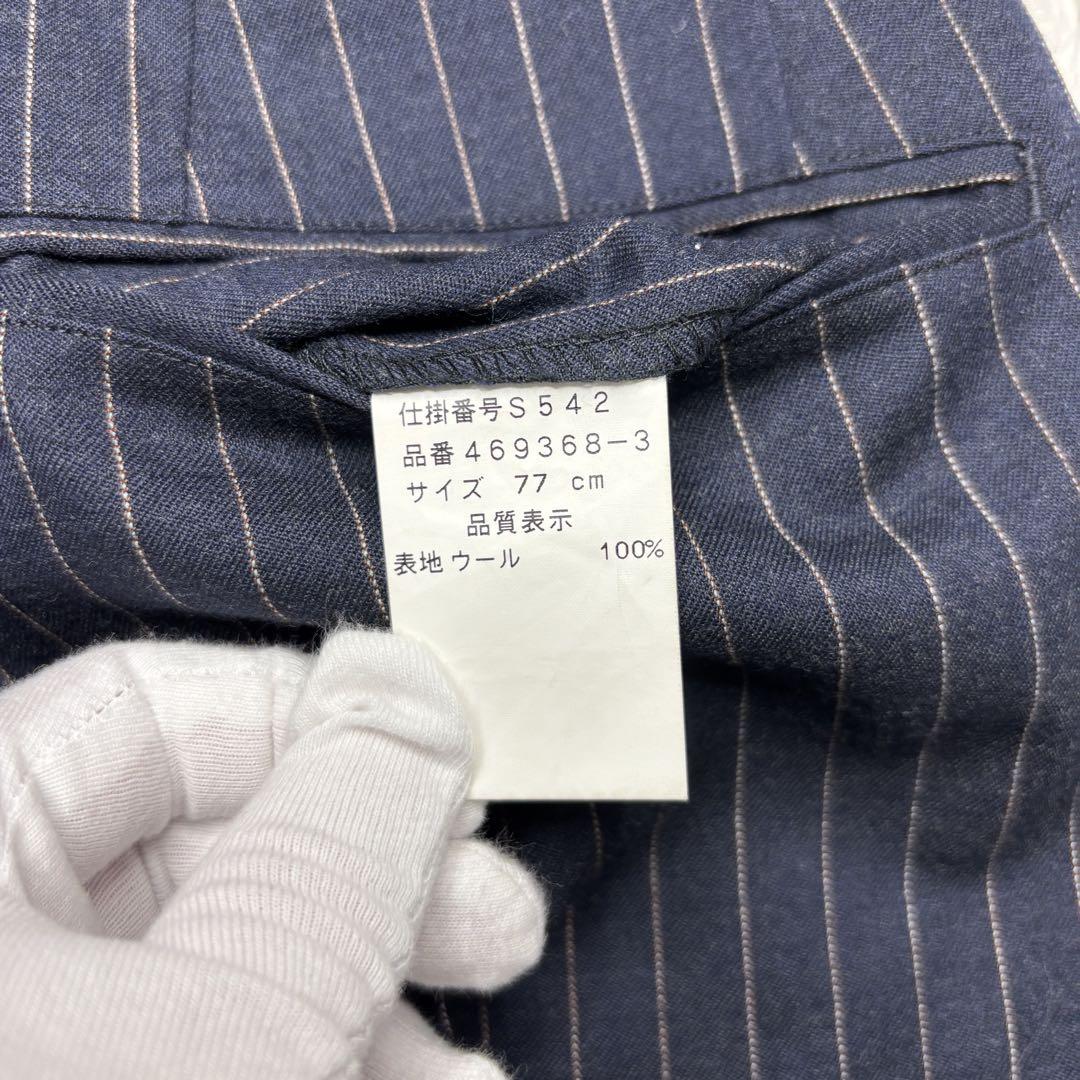 仕掛番号S542
品番469368-3
サイズ 77 cm
品質表示
表地ウール 100%